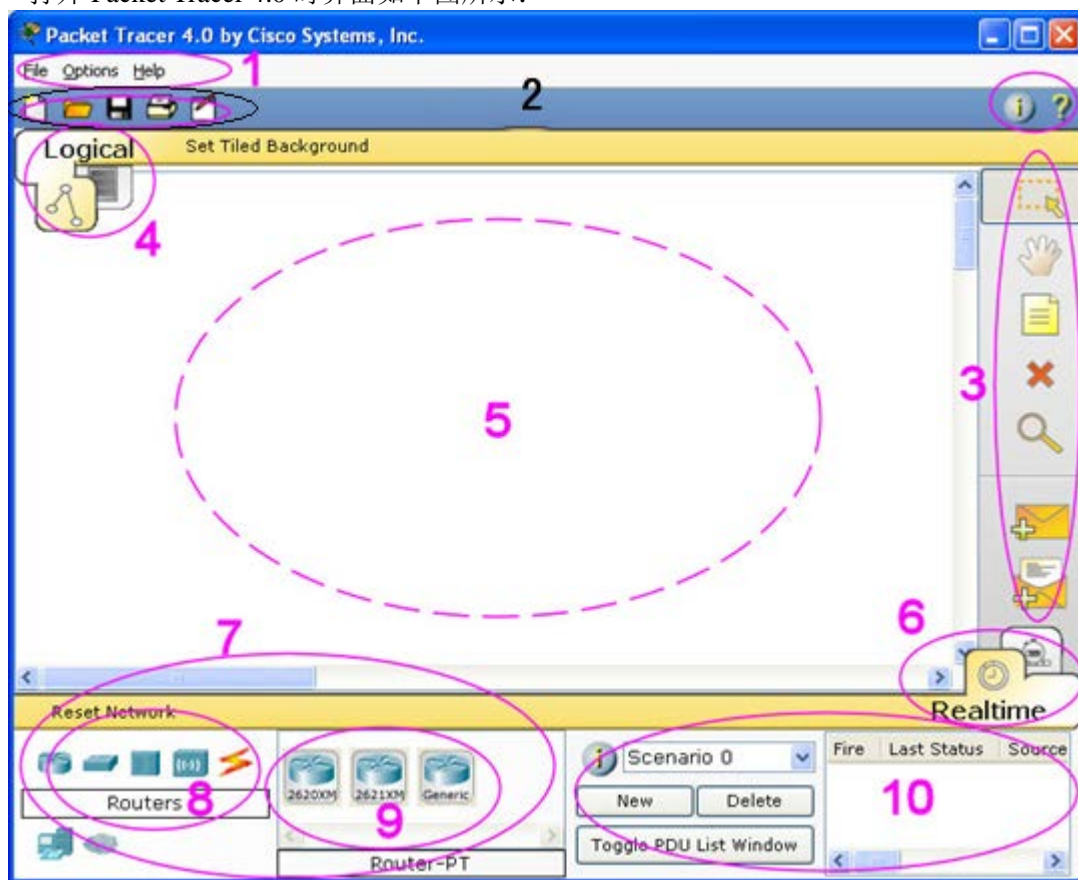 Packet Tracer 4.0 by Cisco Systems, Inc.
File Options Help
1
2
Logical
Set Tiled Background
4
3
5
6
7
Reset Network
Realtime
8
Routers
2620XM
2621XM
Generic
9
Router-PT
Scenario 0
New
Delete
Toggle PDU List Window
Fire
Last Status
Source
10